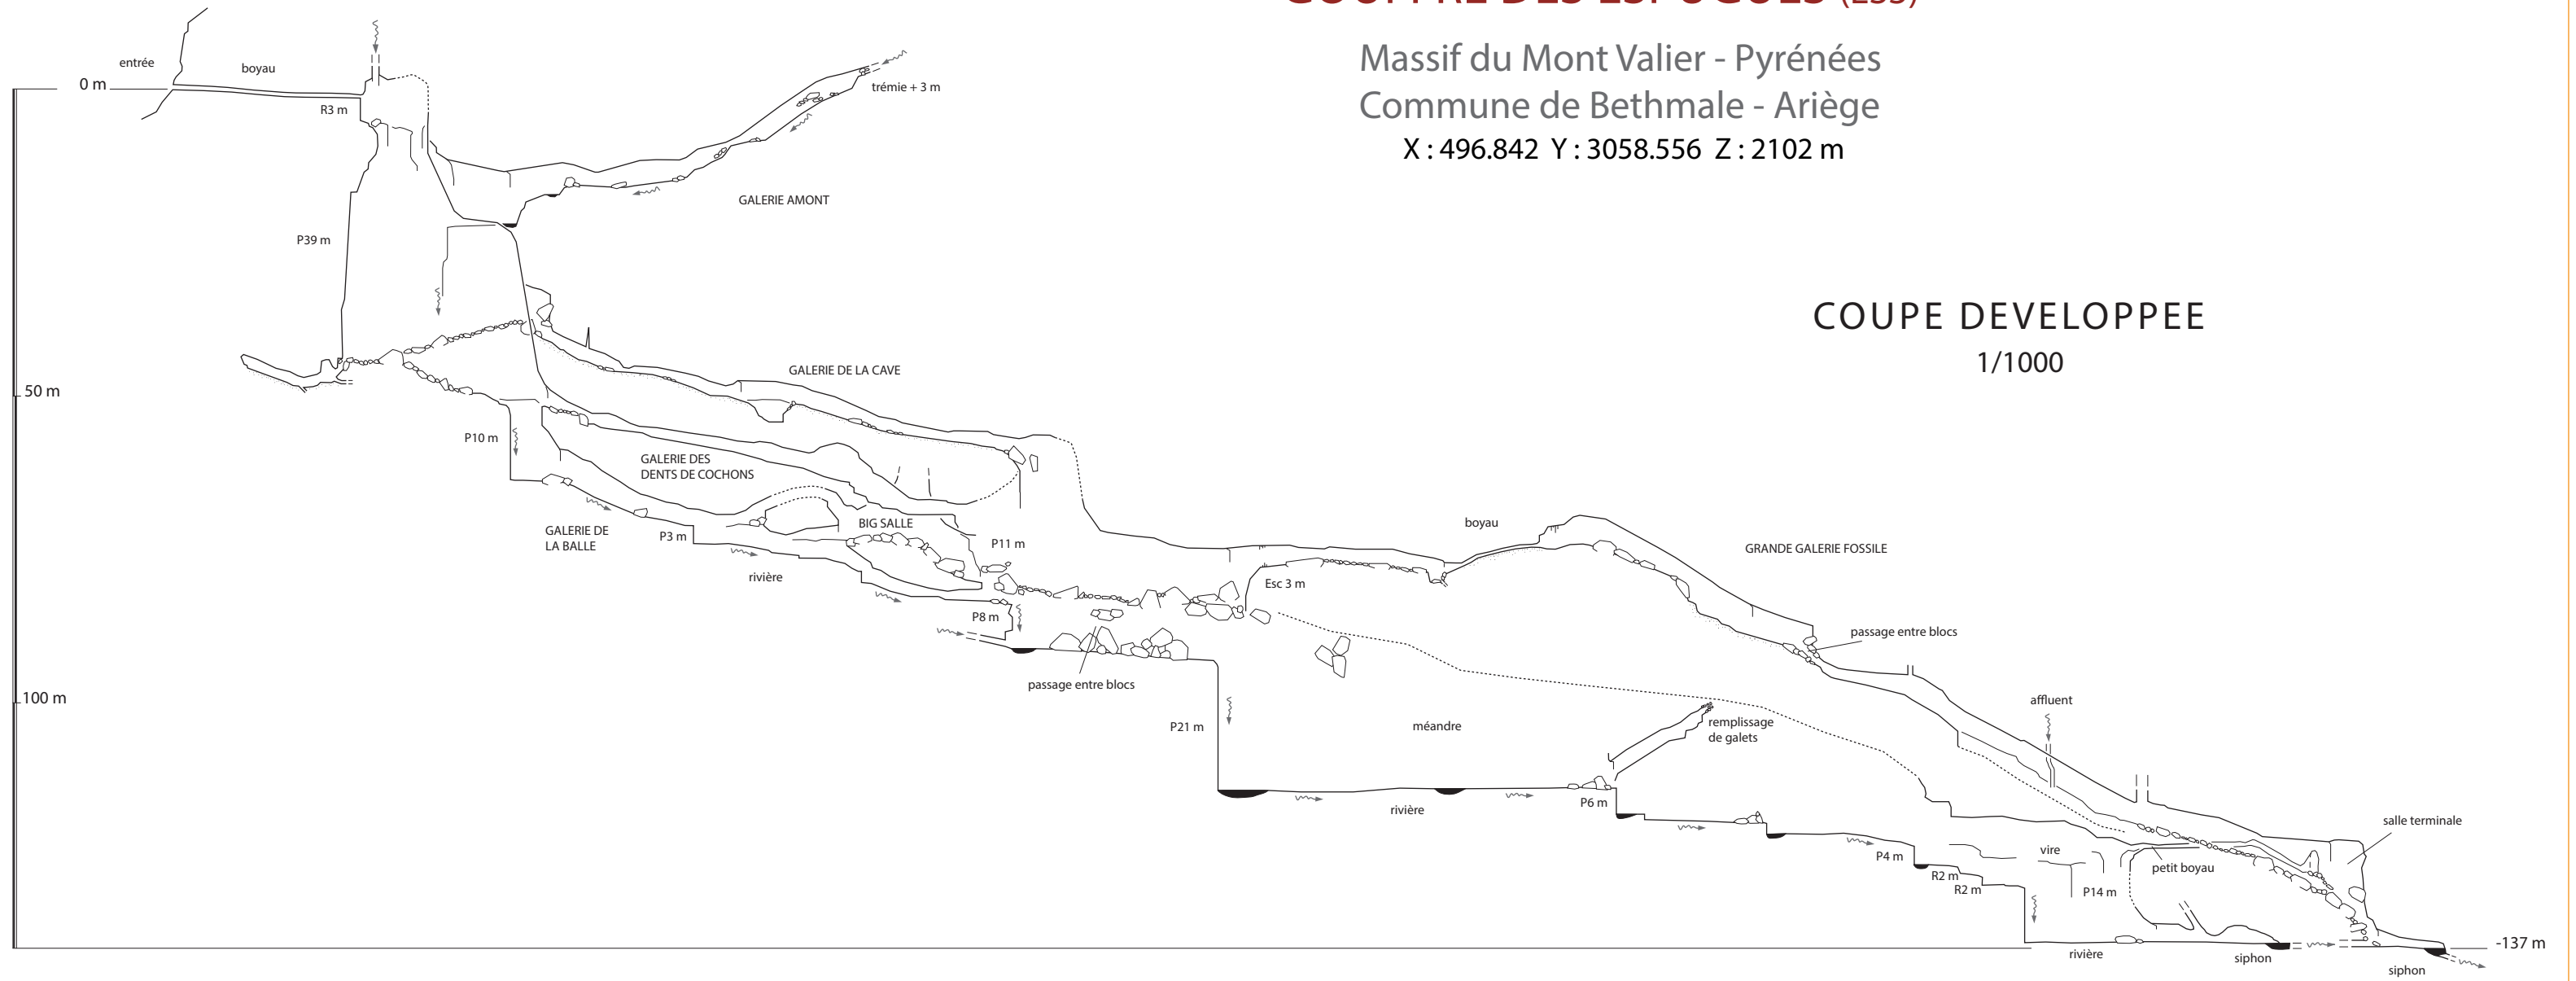 GOUFFRE DES ESPUGUES
Massif du Mont Valier - Pyrénées
Commune de Bethmale - Ariège
X : 496.842 Y : 3058.556 Z : 2102 m
COUPE DEVELOPPEE
1/1000
entrée
boyau
0 m
R3 m
trémie + 3 m
GALERIE AMONT
P39 m
GALERIE DE LA CAVE
50 m
P10 m
GALERIE DES
DENTS DE COCHONS
GALERIE DE
LA BALLE
P3 m
BIG SALLE
P11 m
rivière
P8 m
passage entre blocs
boyau
Esc 3 m
GRANDE GALERIE FOSSILE
passage entre blocs
100 m
P21 m
méandre
remplissage
de galets
affluent
rivière
P6 m
P4 m
R2 m
R2 m
vire
P14 m
petit boyau
salle terminale
rivière
siphon
siphon
-137 m